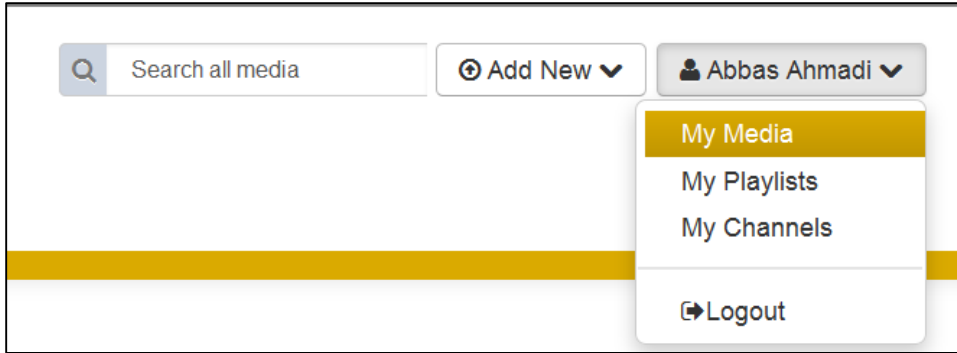 Search all media
Add New
Abbas Ahmadi
My Media
My Playlists
My Channels
Logout